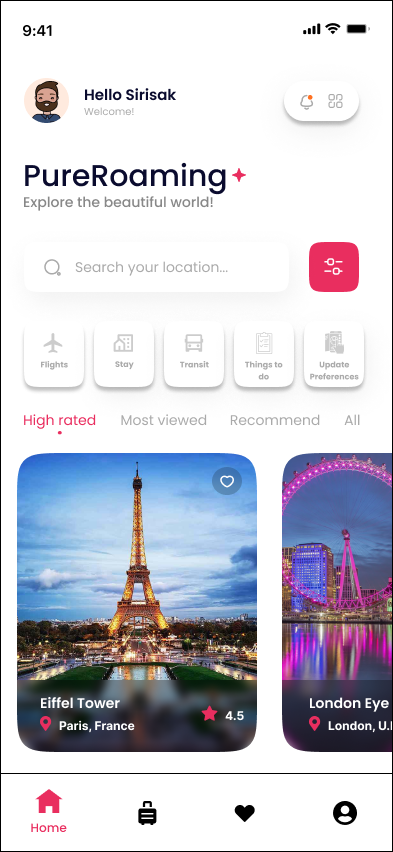 9:41
Hello Sirisak
Welcome!
PureRoaming
Explore the beautiful world!
Search your location...
Flights
Stay
Transit
Things to
do
Update
Preferences
High rated
Most viewed
Recommend
All
Eiffel Tower
Paris, France
4.5
London Eye
London, U.
Home